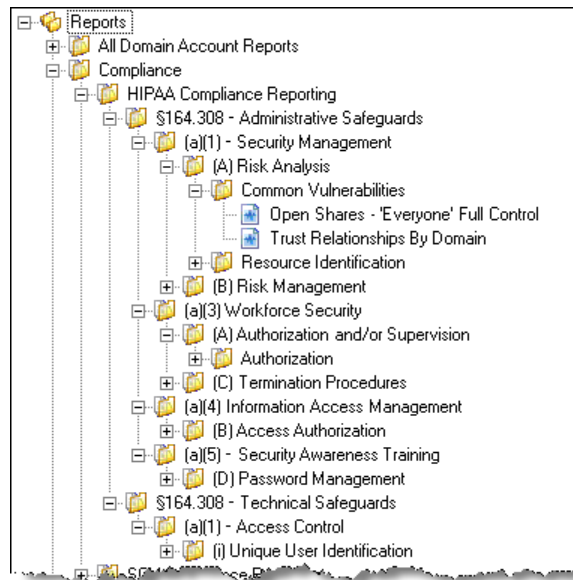 Reports
All Domain Account Reports
Compliance
HIPAA Compliance Reporting
§164.308 - Administrative Safeguards
(a)(1) - Security Management
(A) Risk Analysis
Common Vulnerabilities
Open Shares - 'Everyone' Full Control
Trust Relationships By Domain
Resource Identification
(B) Risk Management
(a)(3) Workforce Security
(A) Authorization and/or Supervision
Authorization
(C) Termination Procedures
(a)(4) Information Access Management
(B) Access Authorization
(a)(5) - Security Awareness Training
(D) Password Management
§164.308 - Technical Safeguards
(a)(1) - Access Control
(i) Unique User Identification